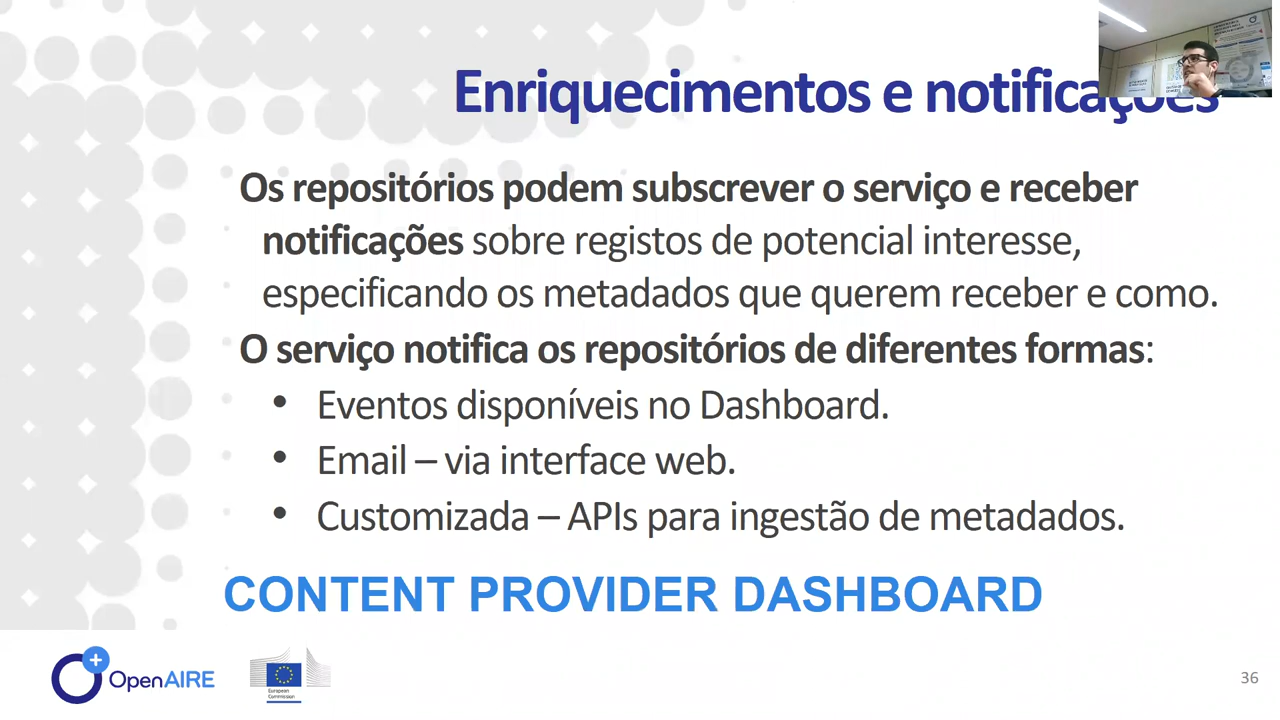 Enriquecimentos e notificações
Os repositórios podem subscrever o serviço e receber
notificações sobre registos de potencial interesse,
especificando os metadados que querem receber e como.
O serviço notifica os repositórios de diferentes formas:
• Eventos disponíveis no Dashboard.
• Email – via interface web.
• Customizada – APIs para ingestão de metadados.
CONTENT PROVIDER DASHBOARD
OpenAIRE
European
Commission
36